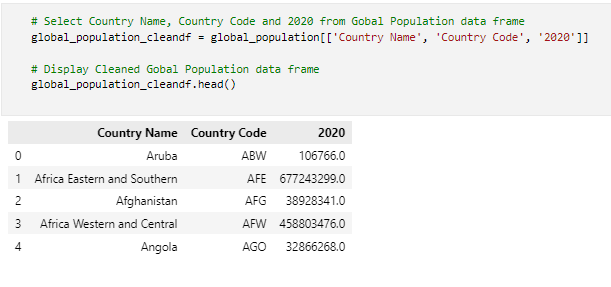 # Select Country Name, Country Code and 2020 from Gobal Population data frame
global_population_cleandf = global_population[['Country Name', 'Country Code', '2020']]
# Display Cleaned Gobal Population data frame
global_population_cleandf.head()
Country Name Country Code 2020
0 Aruba ABW 106766.0
1 Africa Eastern and Southern AFE 677243299.0
2 Afghanistan AFG 38928341.0
3 Africa Western and Central AFW 458803476.0
4 Angola AGO 32866268.0